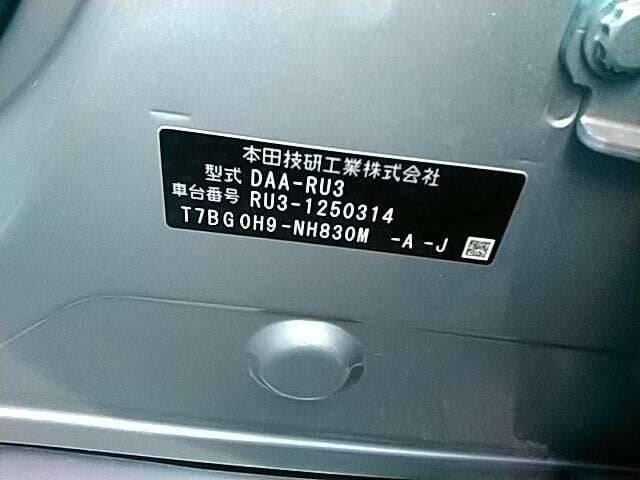 本田技研工業株式会社
型式 DAA-RU3
車台番号 RU3-1250314
T7BG0H9-NH830M -A -J